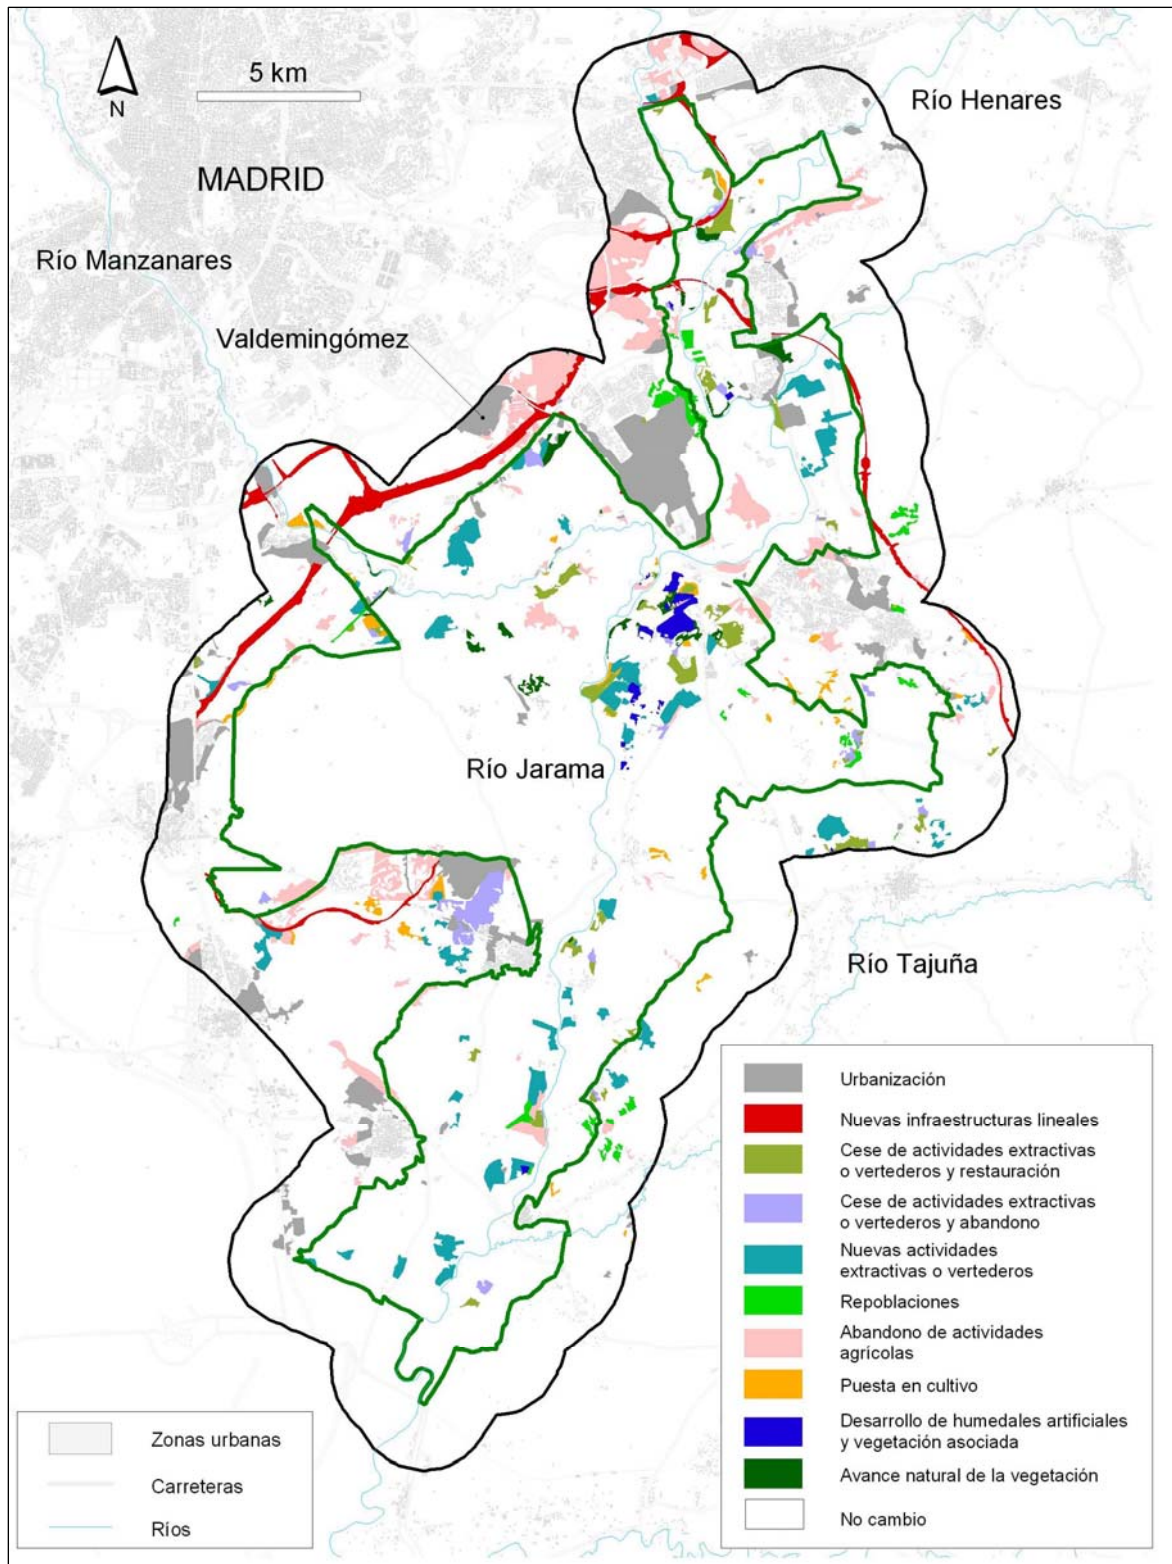 5 km
N
Río Henares
MADRID
Río Manzanares
Valdemingómez
Río Jarama
Río Tajuña
Urbanización
Nuevas infraestructuras lineales
Cese de actividades extractivas
o vertederos y restauración
Cese de actividades extractivas
o vertederos y abandono
Nuevas actividades
extractivas o vertederos
Repoblaciones
Abandono de actividades
agrícolas
Puesta en cultivo
Desarrollo de humedales artificiales
y vegetación asociada
Avance natural de la vegetación
No cambio
Zonas urbanas
Carreteras
Ríos